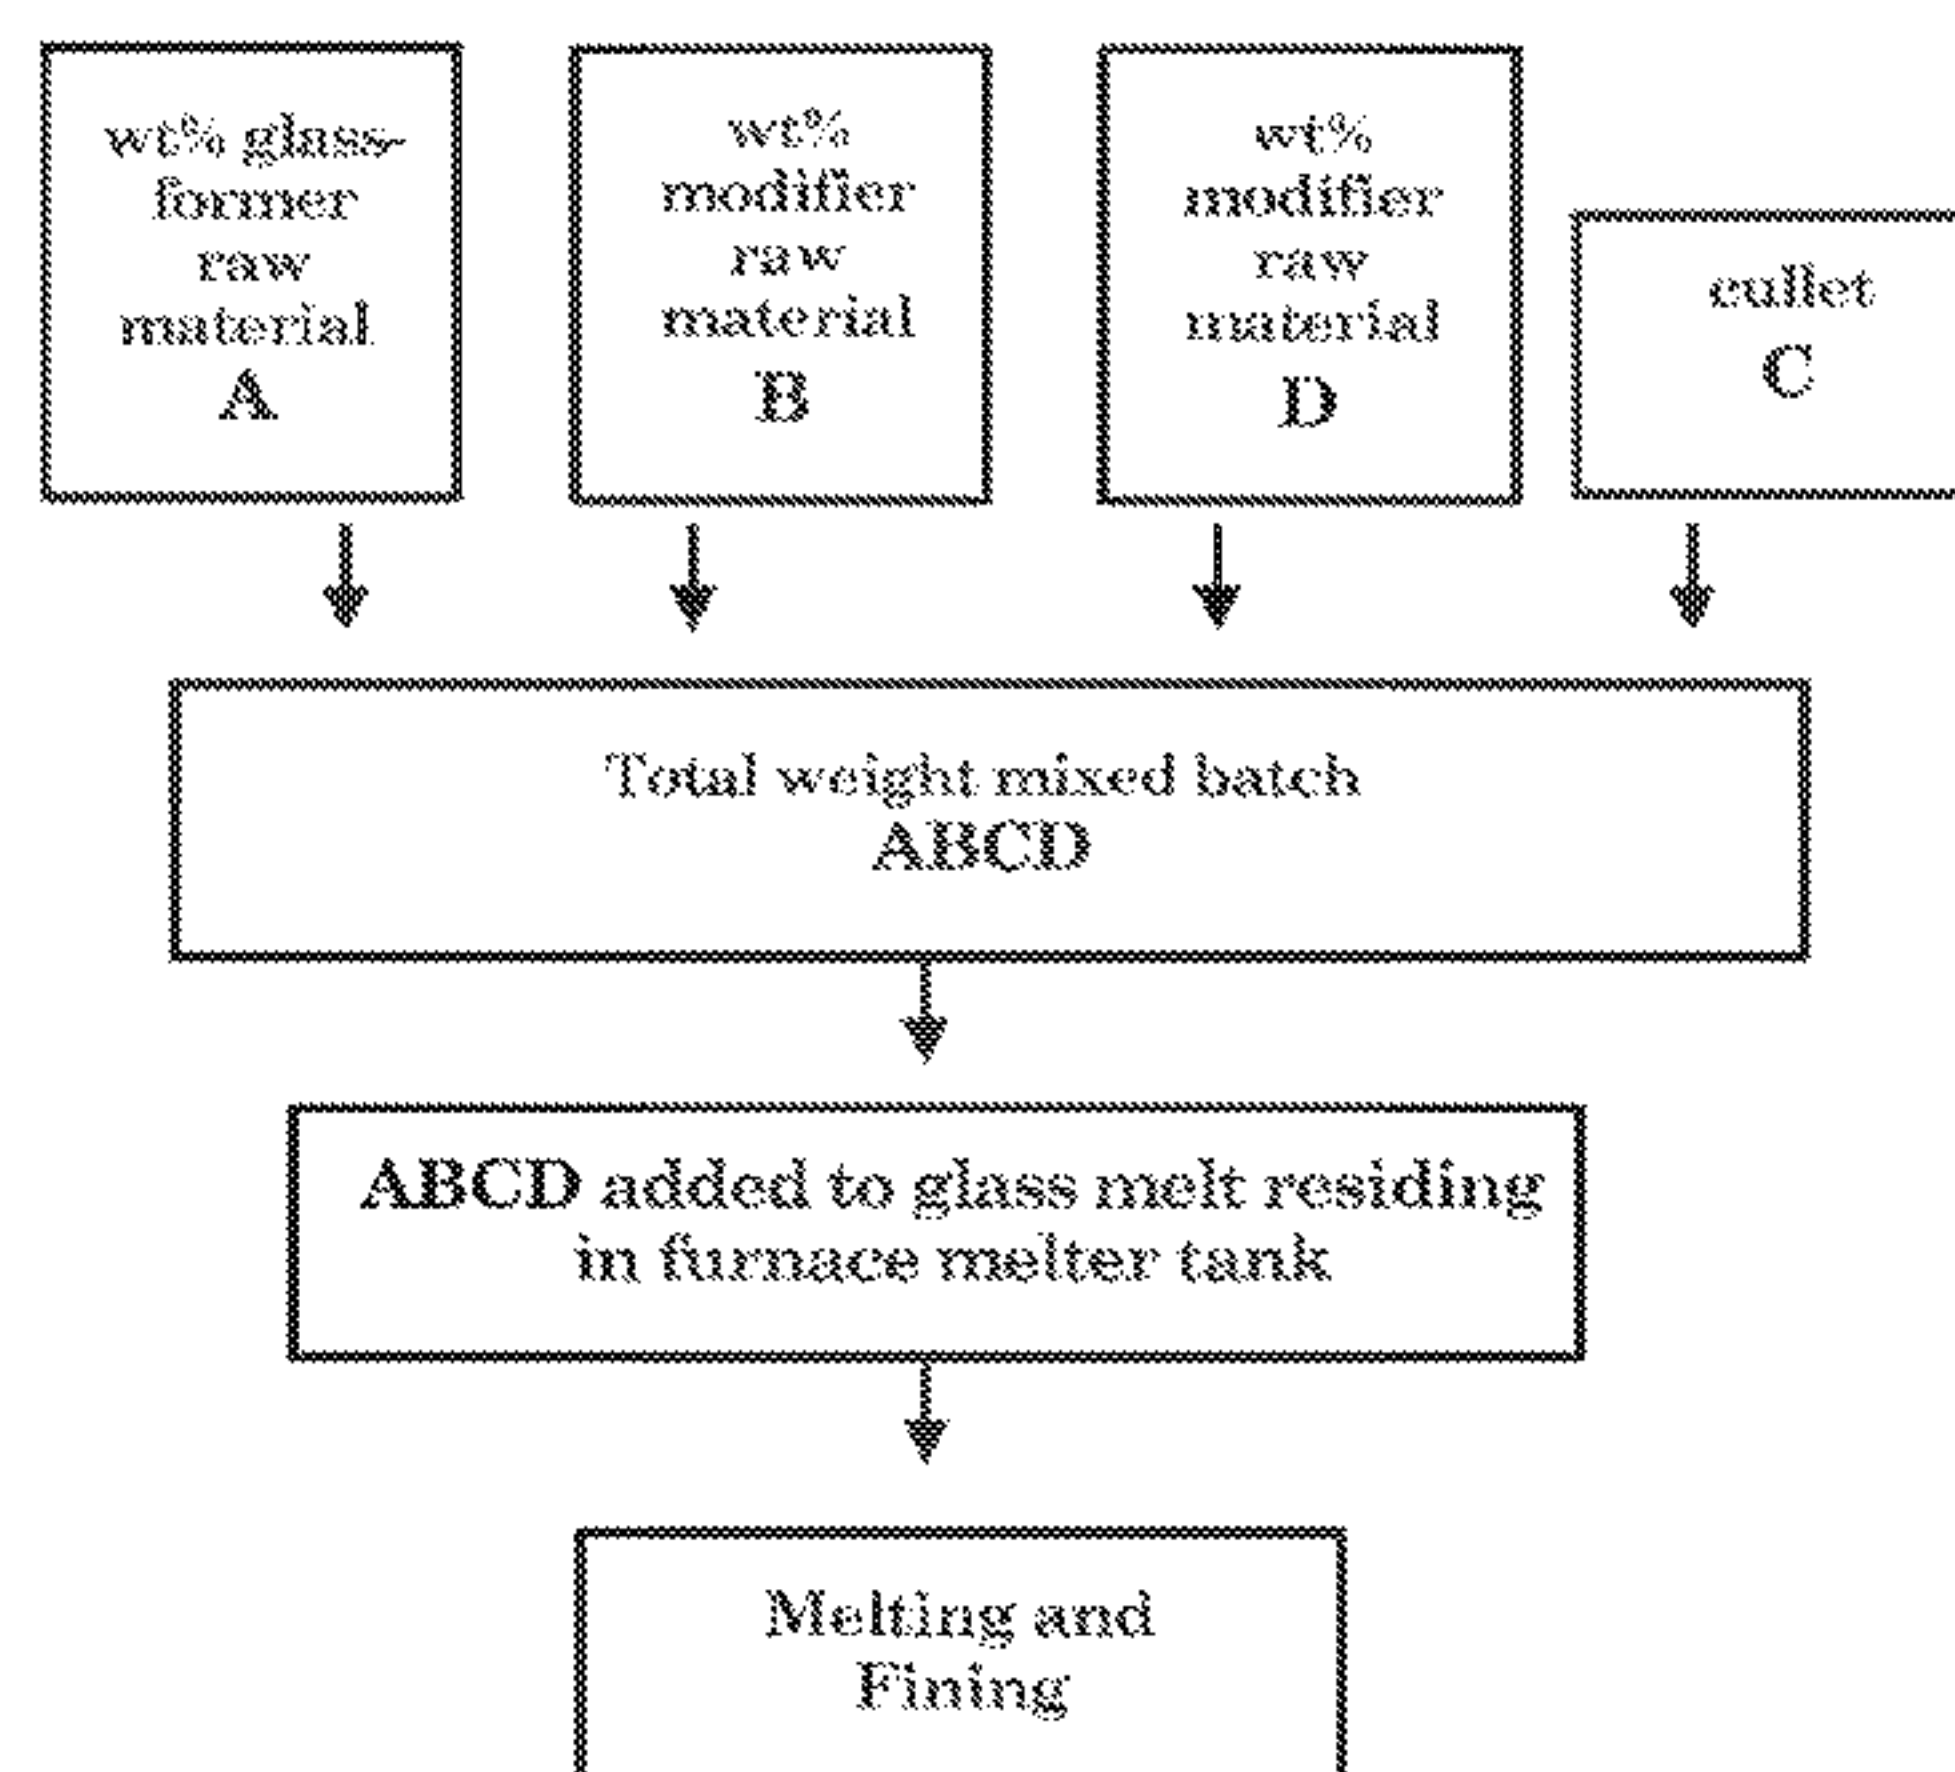 wt% glass-
former
raw
material
A
wt%
modifier
raw
material
B
wt%
modifier
raw
material
D
cullet
C
Total weight mixed batch
ABCD
ABCD added to glass melt residing
in furnace melter tank
Melting and
Fining